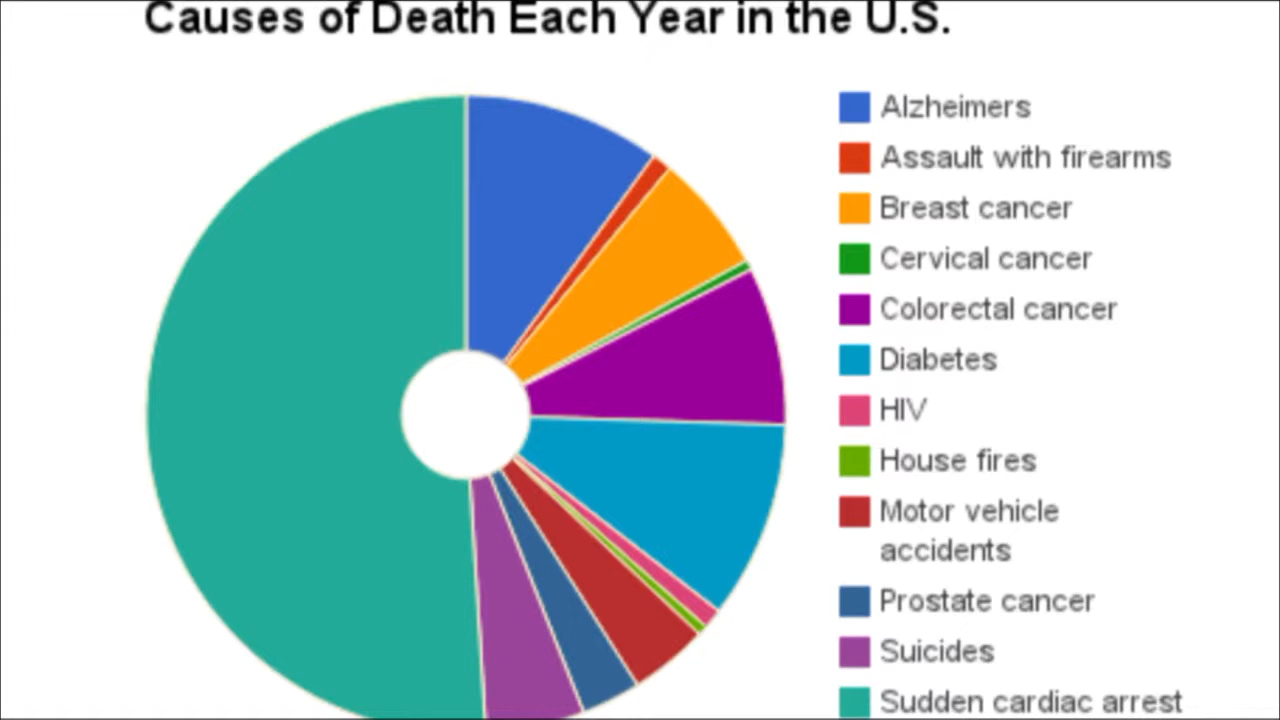 Causes of Death Each Year in the U.S.
Alzheimers
Assault with firearms
Breast cancer
Cervical cancer
Colorectal cancer
Diabetes
HIV
House fires
Motor vehicle
accidents
Prostate cancer
Suicides
Sudden cardiac arrest